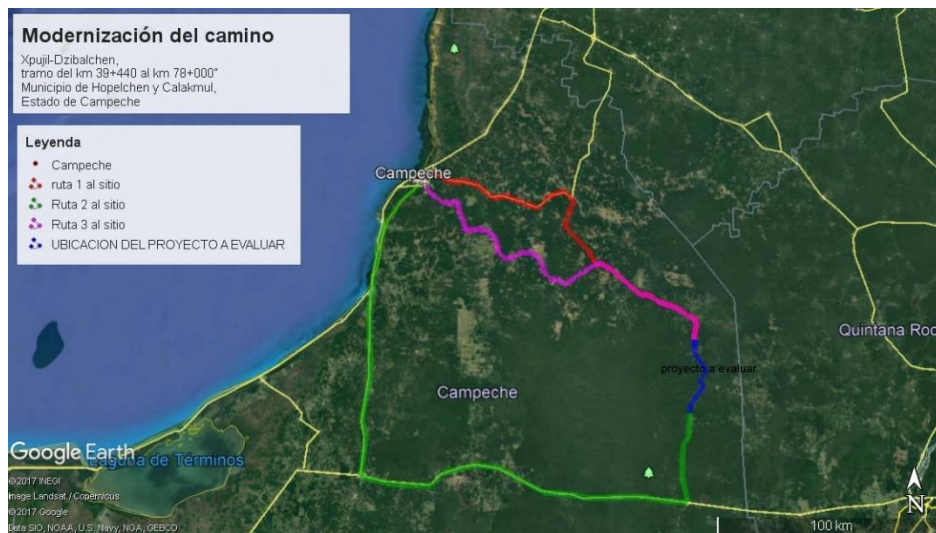 Modernización del camino
Xpujil-Dzibalchen,
tramo del km 39+440 al km 78+000"
Municipio de Hopelchen y Calakmul,
Estado de Campeche
Leyenda
Campeche
ruta 1 al sitio
Ruta 2 al sitio
Ruta 3 al sitio
UBICACION DEL PROYECTO A EVALUAR
Campeche
Quintana Roo
proyecto a evaluar
Campeche
Google Earth
Laguna de Términos
©2017 INEGI
Image Landsat / Copernicus
©2017 Google
Data SIO, NOAA, U.S. Navy, NGA, GEBCO
N
100 km